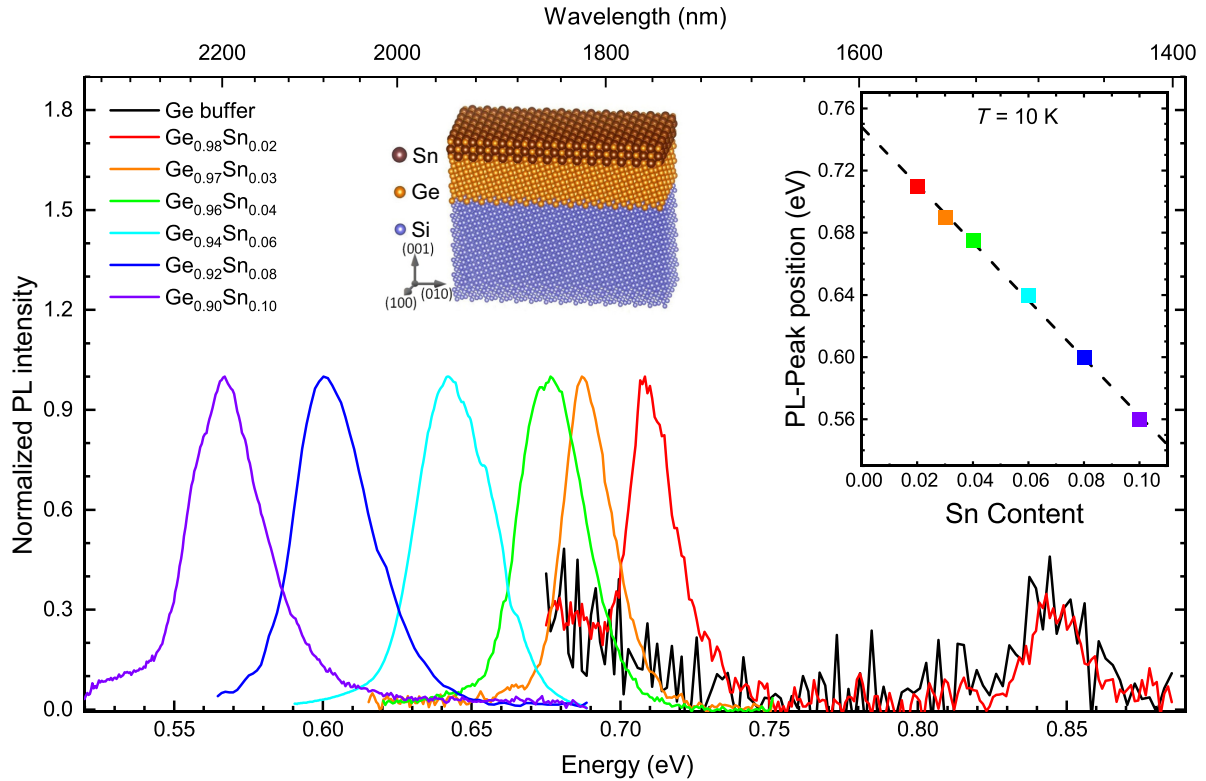 Wavelength (nm)
2200 2000 1800 1600 1400
1.8
1.5
1.2
0.9
0.6
0.3
0.0
Normalized PL intensity
Ge buffer
Ge0.98Sn0.02
Ge0.97Sn0.03
Ge0.96Sn0.04
Ge0.94Sn0.06
Ge0.92Sn0.08
Ge0.90Sn0.10
Sn
Ge
Si
(001)
(010)
(100)
T = 10 K
0.76
0.72
0.68
0.64
0.60
0.56
PL-Peak position (eV)
0.00 0.02 0.04 0.06 0.08 0.10
Sn Content
0.55 0.60 0.65 0.70 0.75 0.80 0.85
Energy (eV)